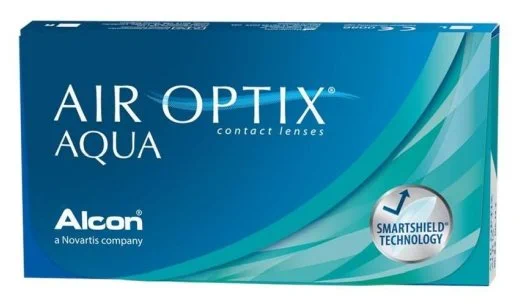 AIR OPTIX®
contact lenses
AQUA
Alcon®
a Novartis company
SMARTSHIELD®
TECHNOLOGY